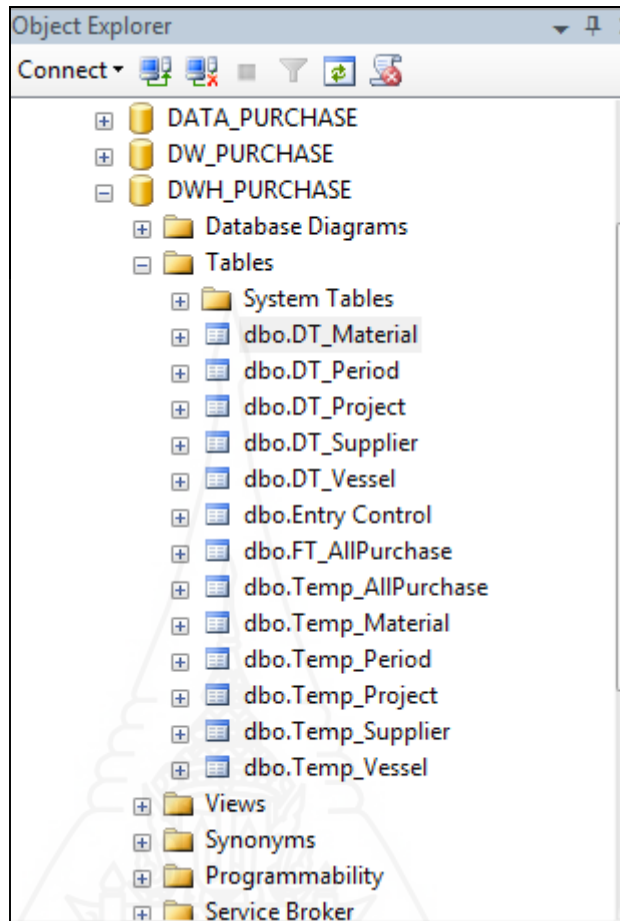 Object Explorer
Connect
DATA_PURCHASE
DW_PURCHASE
DWH_PURCHASE
Database Diagrams
Tables
System Tables
dbo.DT_Material
dbo.DT_Period
dbo.DT_Project
dbo.DT_Supplier
dbo.DT_Vessel
dbo.Entry Control
dbo.FT_AllPurchase
dbo.Temp_AllPurchase
dbo.Temp_Material
dbo.Temp_Period
dbo.Temp_Project
dbo.Temp_Supplier
dbo.Temp_Vessel
Views
Synonyms
Programmability
Service Broker